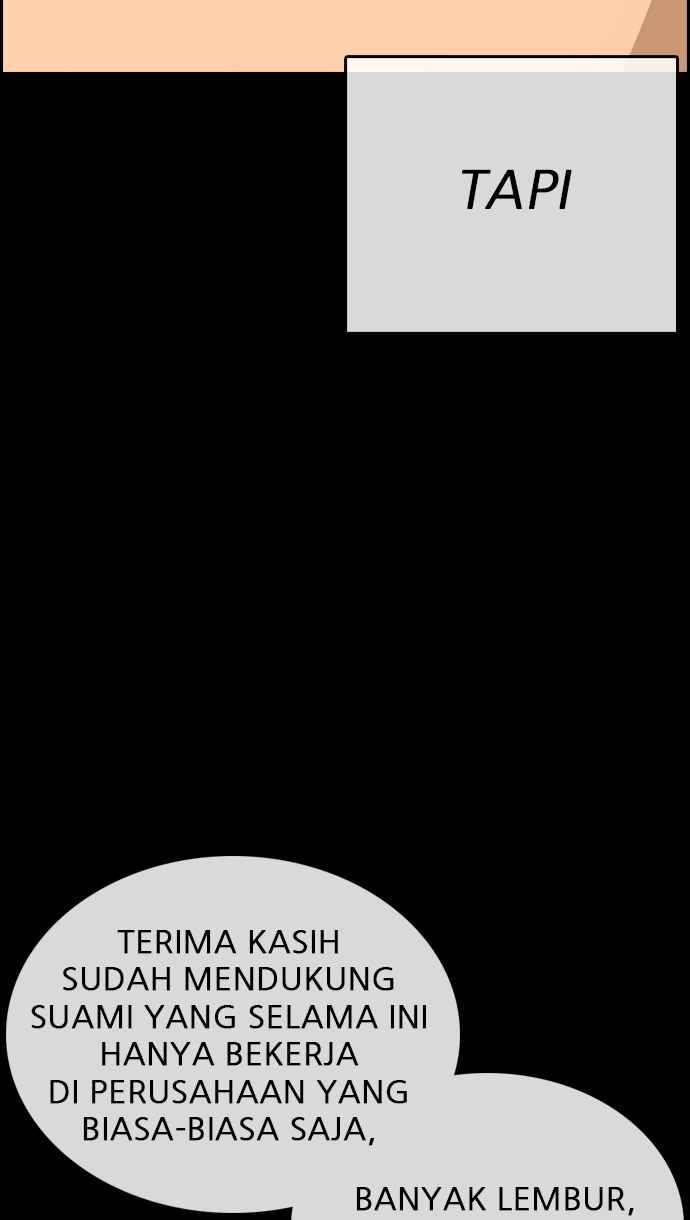 TAPI
TERIMA KASIH
SUDAH MENDUKUNG
SUAMI YANG SELAMA INI
HANYA BEKERJA
DI PERUSAHAAN YANG
BIASA-BIASA SAJA,
BANYAK LEMBUR,